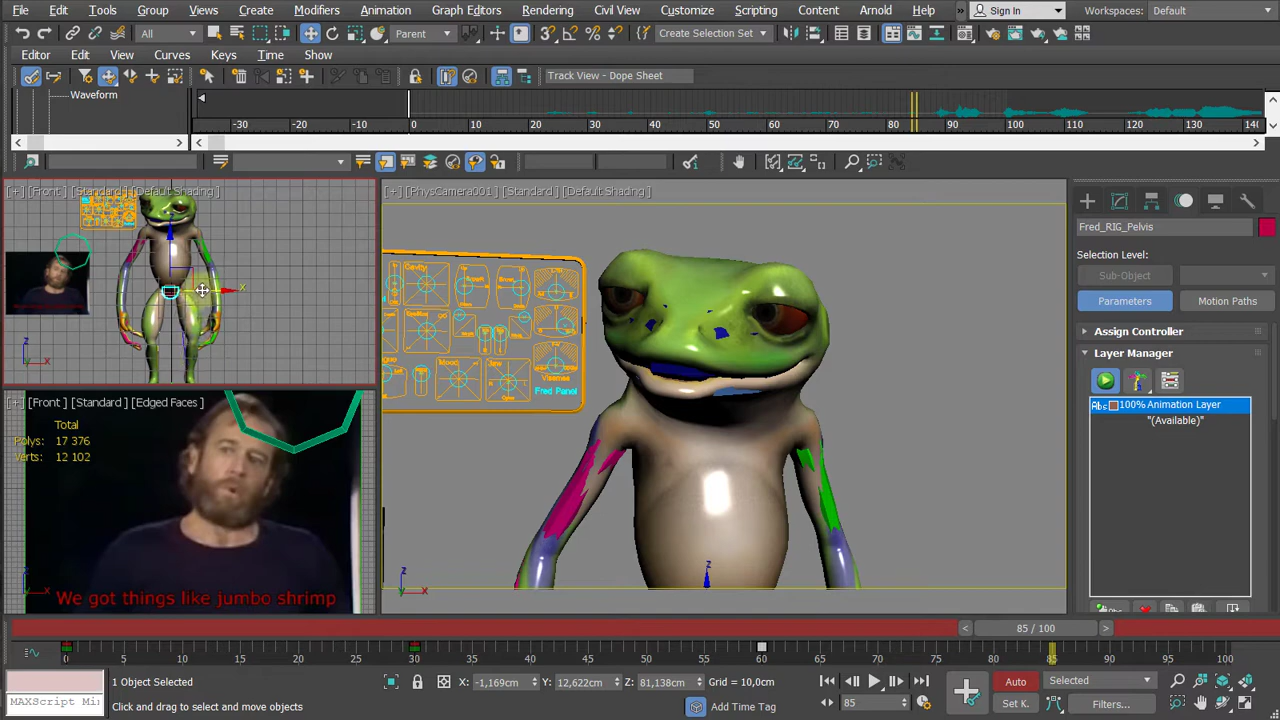 File Edit Tools Group Views Create Modifiers Animation Graph Editors Rendering Civil View Customize Scripting Content Arnold Help » Sign In Workspaces: Default
All Parent Create Selection Set
Editor Edit View Curves Keys Time Show
Track View - Dope Sheet
Waveform
-30 -20 -10 0 10 20 30 40 50 60 70 80 90 100 110 120 130
[+] [Front] [Standard] [Default Shading]
[+] [PhysCamera001] [Standard] [Default Shading]
Fred_RIG_Pelvis
Selection Level:
Sub-Object
Parameters Motion Paths
Assign Controller
Layer Manager
Abs 100% Animation Layer
"(Available)"
Cavity
Mood
Jaw
Visemes
Fred Panel
x
z
x
[+] [Front] [Standard] [Edged Faces]
Total
Polys: 17 376
Verts: 12 102
We got things like jumbo shrimp
z
x
z
x
z
< 85 / 100 >
0 5 10 15 20 25 30 35 40 45 50 55 60 65 70 75 80 85 90 95 100
1 Object Selected
X: -1,169cm Y: 12,622cm Z: 81,138cm Grid = 10,0cm
Auto Selected
MAXScript Mi
Click and drag to select and move objects
Add Time Tag
85
Set K. Filters...